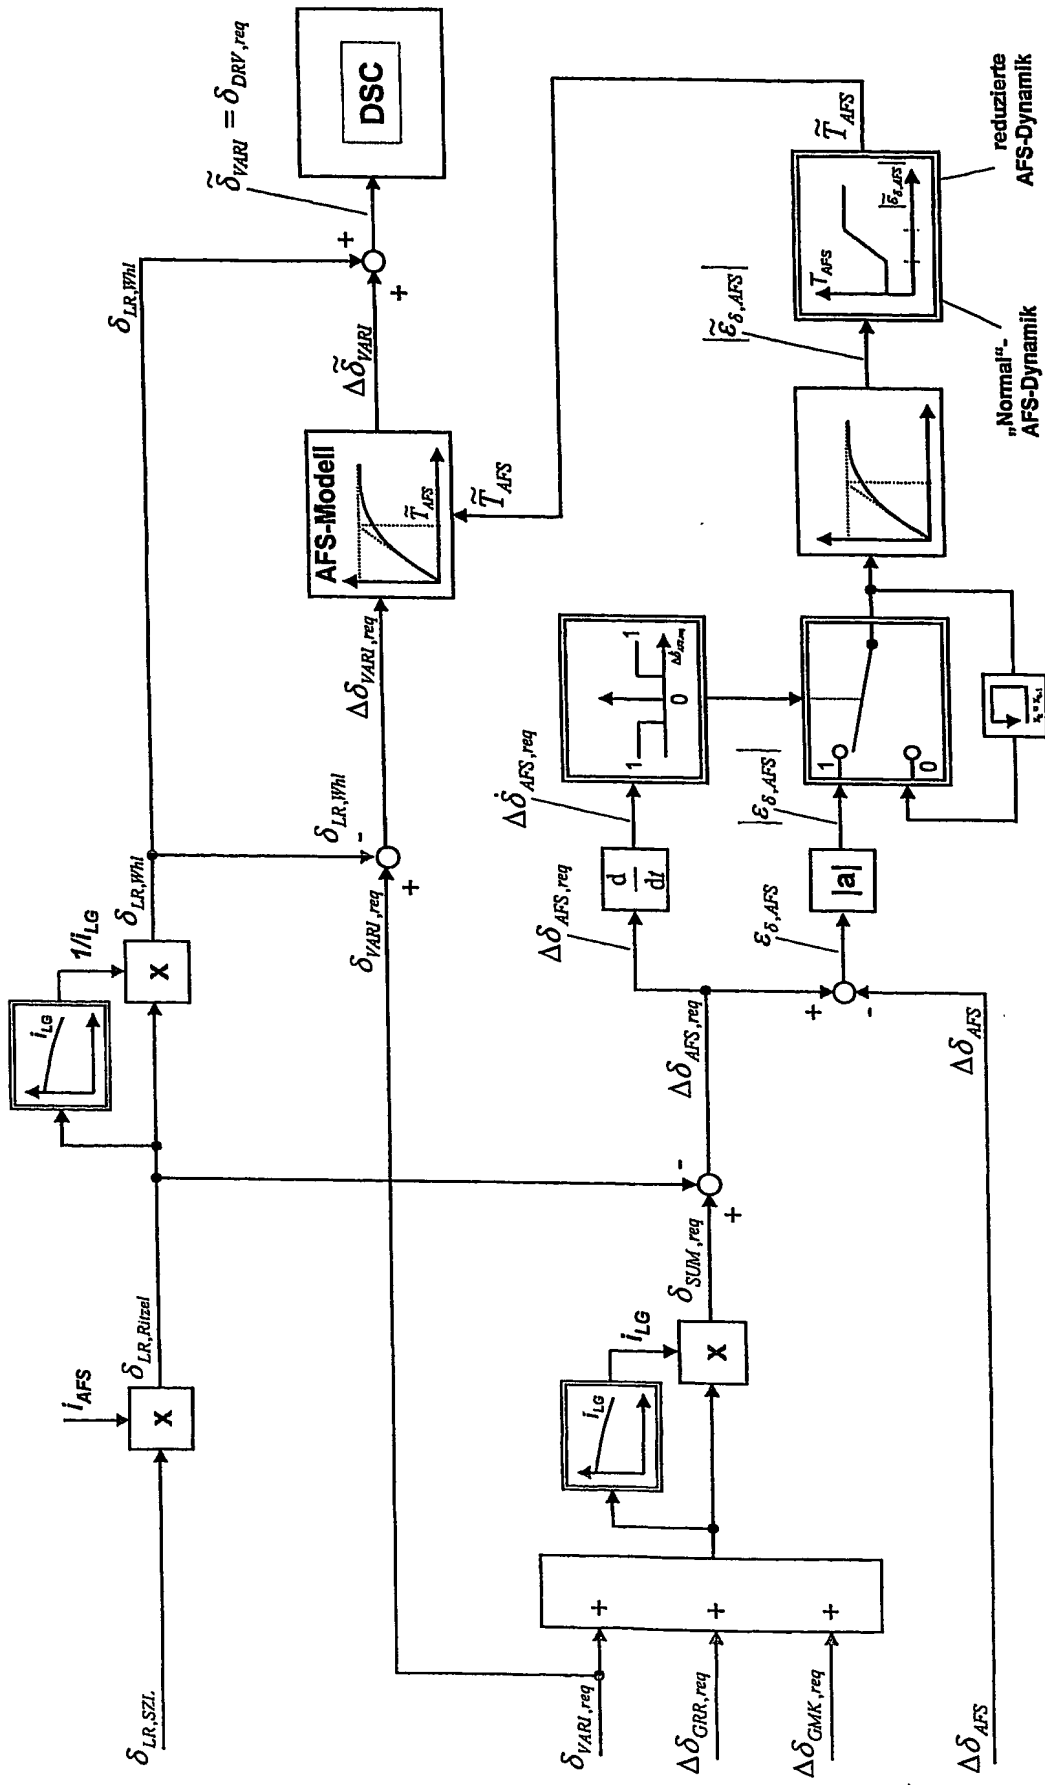 δ_LR,SZL
i_AFS
X
δ_LR,Ritzel
i_LG
1/i_LG
X
δ_LR,Whl
δ_LR,Whl
δ_LR,Whl
+
+
δ̃_VARI = δ_DRV,req
DSC
δ_VARI,req
+
-
Δδ_VARI,req
AFS-Modell
T̃_AFS
T̃_AFS
Δδ̃_VARI
δ_VARI,req
Δδ_GRR,req
Δδ_GMK,req
+
+
+
i_LG
i_LG
X
δ_SUM,req
+
-
Δδ_AFS,req
Δδ_AFS,req
d
dt
Δδ̇_AFS,req
1
1
0
Δδ_AFS
Δδ_AFS
+
-
ε_δ,AFS
|a|
|ε_δ,AFS|
1
0
|ε̃_δ,AFS|
T_AFS
|ε̃_δ,AFS|
T̃_AFS
„Normal“-
AFS-Dynamik
reduzierte
AFS-Dynamik